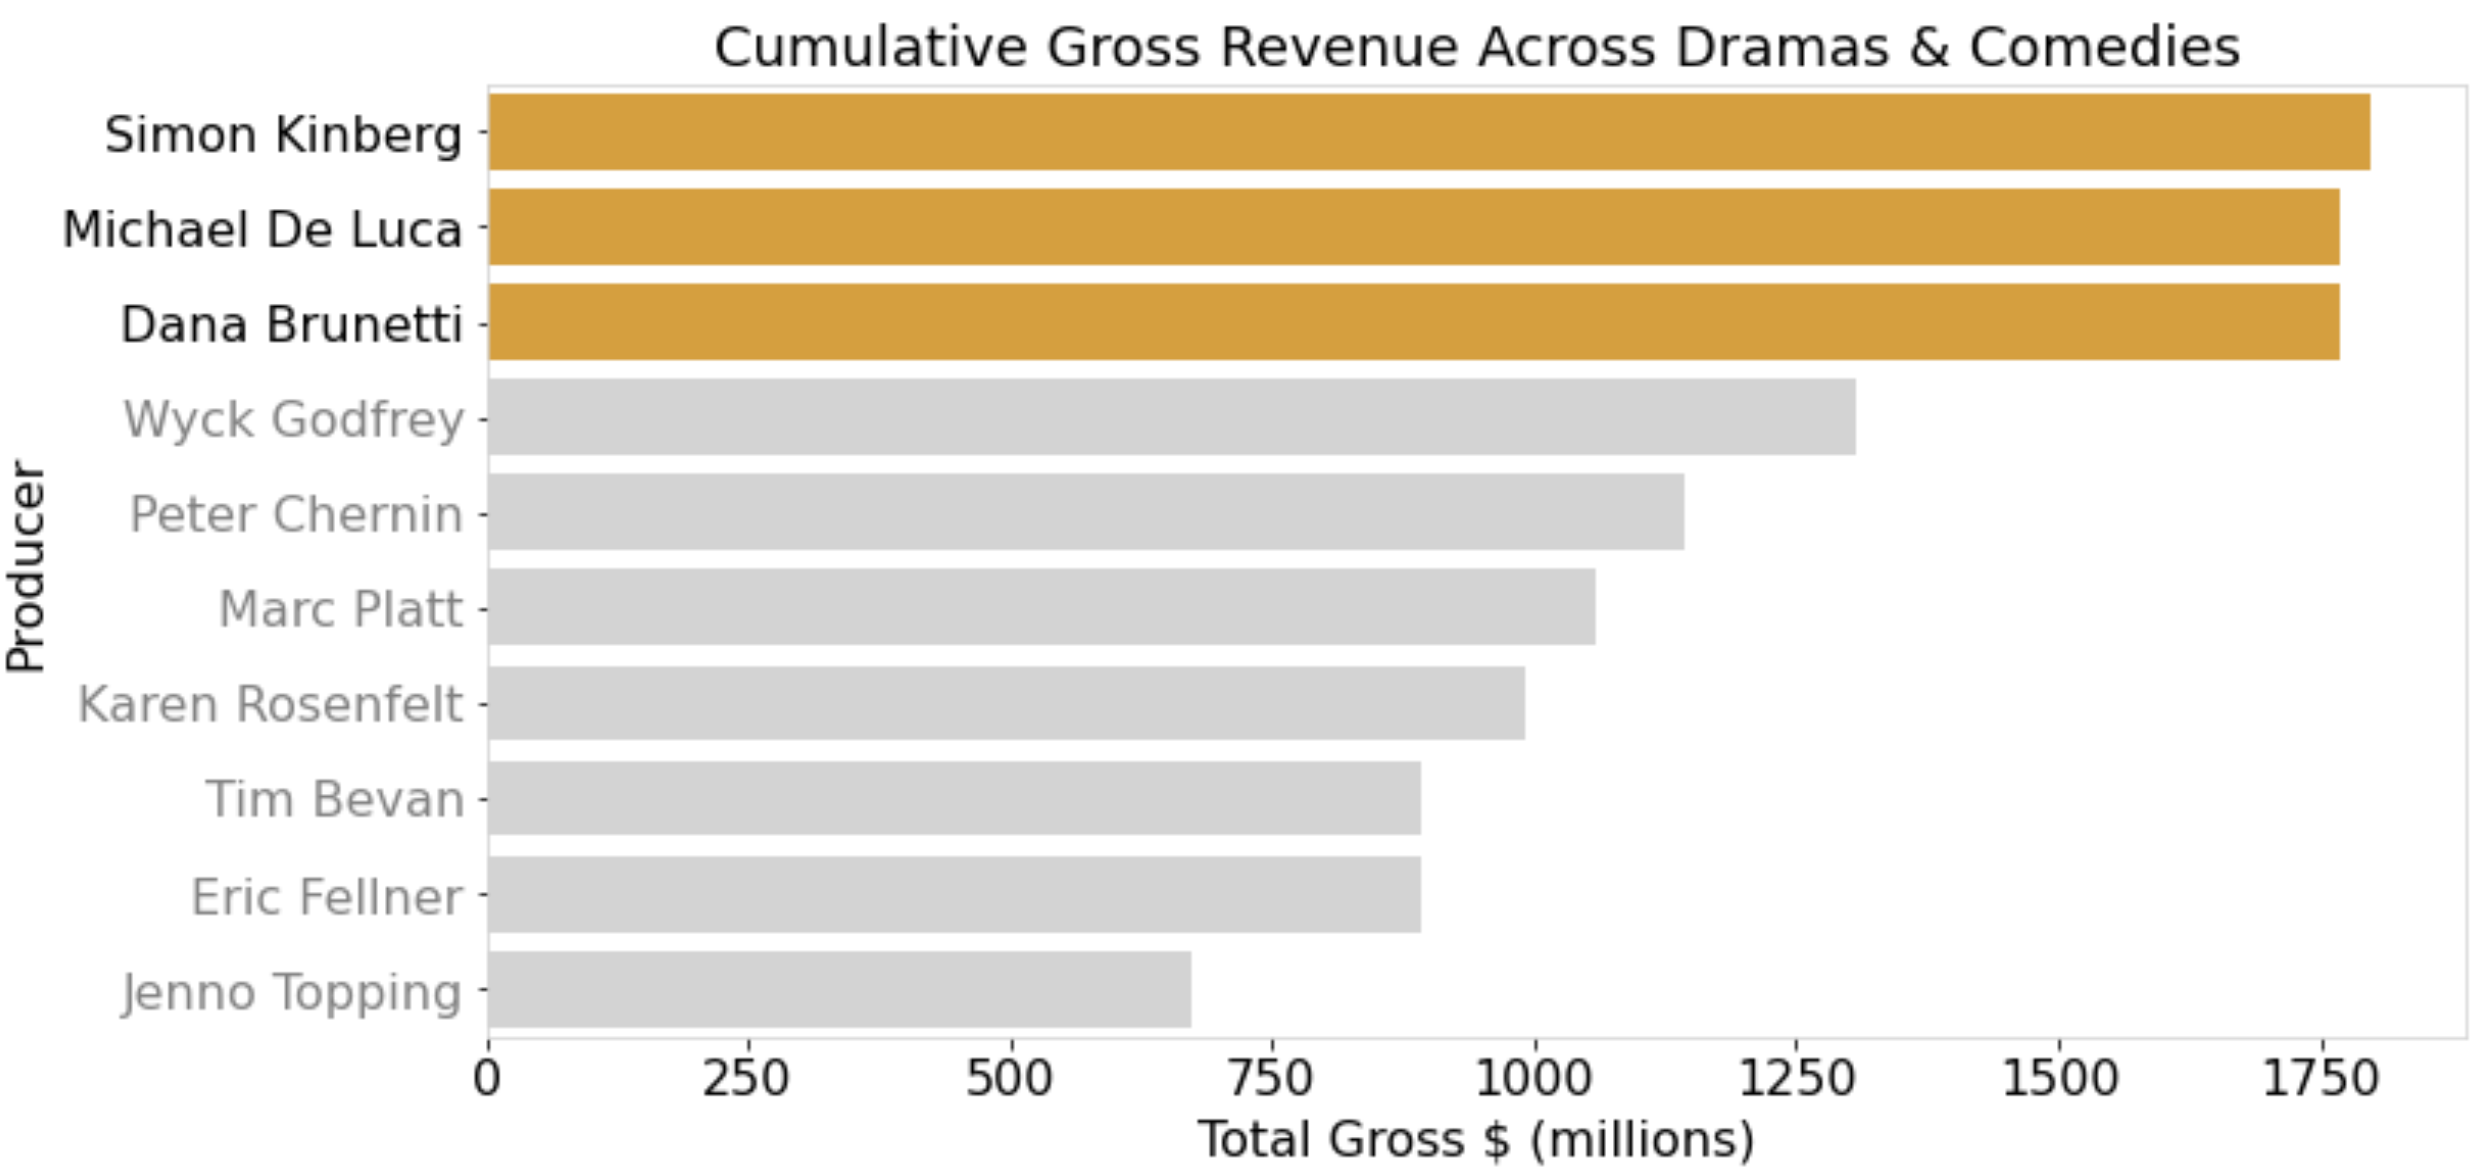 Cumulative Gross Revenue Across Dramas & Comedies
Simon Kinberg
Michael De Luca
Dana Brunetti
Wyck Godfrey
Peter Chernin
Marc Platt
Karen Rosenfelt
Tim Bevan
Eric Fellner
Jenno Topping
Producer
0 250 500 750 1000 1250 1500 1750
Total Gross $ (millions)